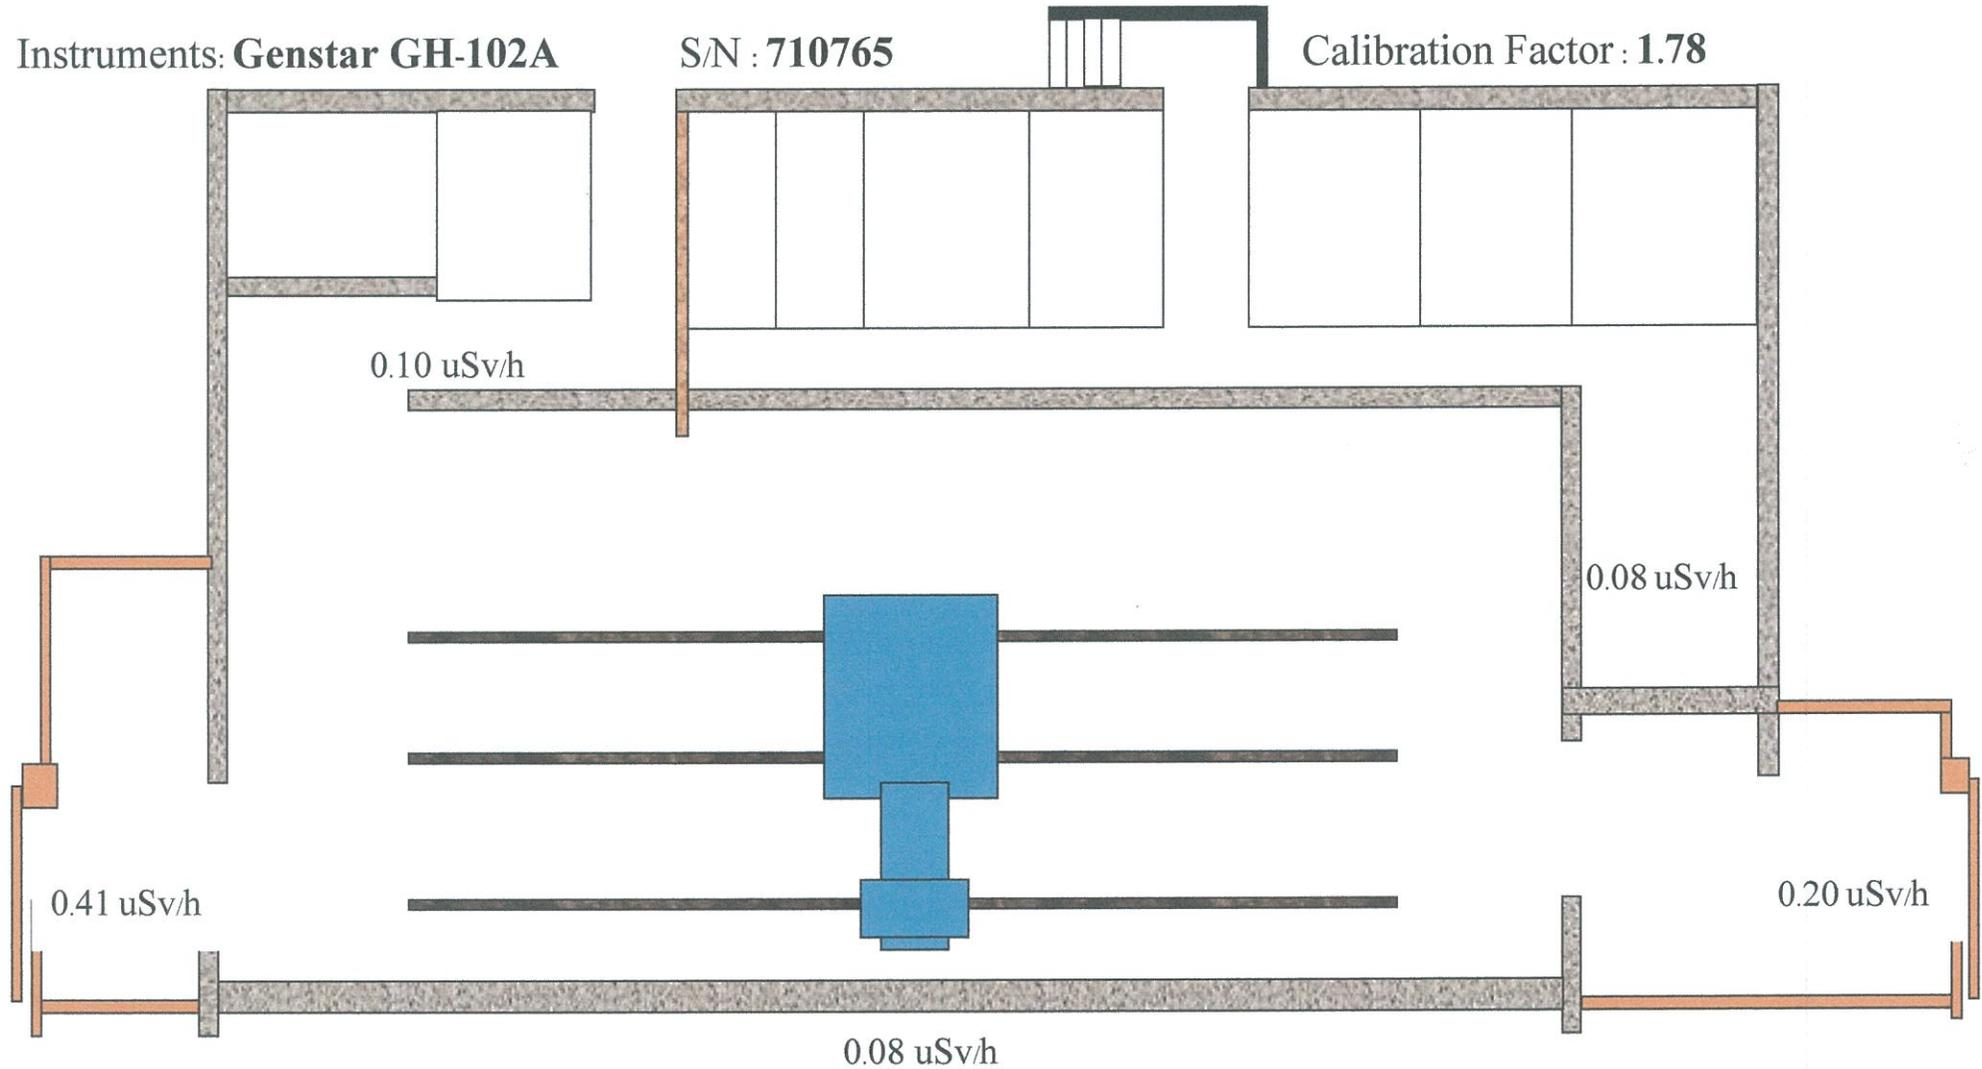 Instruments: Genstar GH-102A S/N : 710765 Calibration Factor : 1.78
0.10 uSv/h
0.08 uSv/h
0.41 uSv/h
0.20 uSv/h
0.08 uSv/h